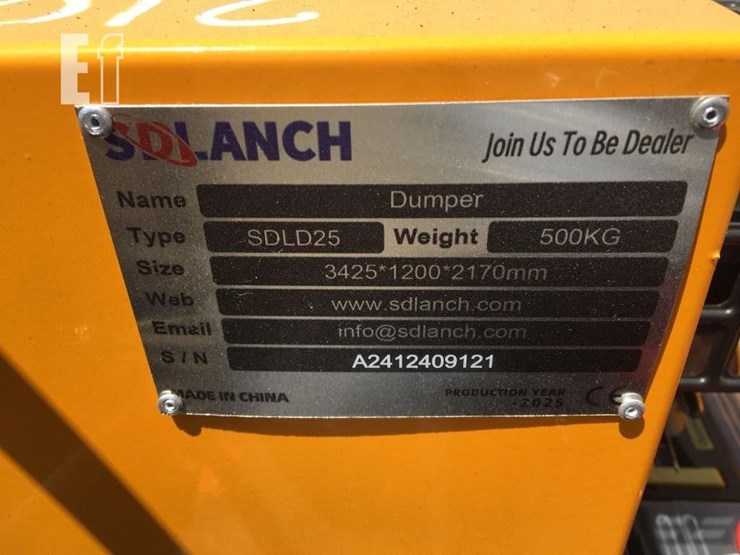 Ef
SDLANCH
Join Us To Be Dealer
Name Dumper
Type SDLD25 Weight 500KG
Size 3425*1200*2170mm
Web www.sdlanch.com
Email info@sdlanch.com
S / N A2412409121
MADE IN CHINA
PRODUCTION YEAR
-2025
CE